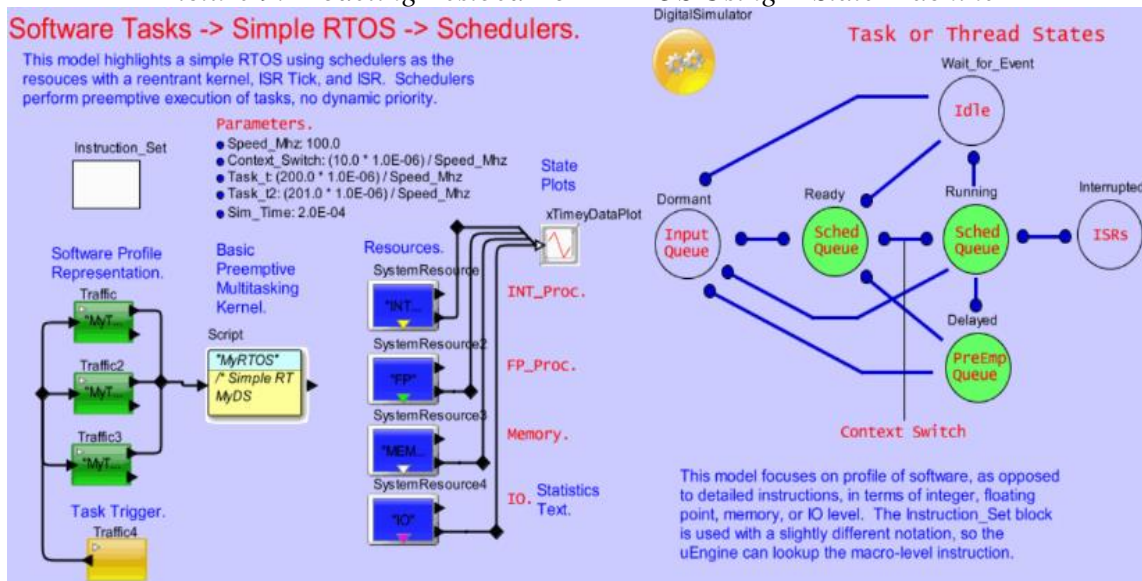 Software Tasks -> Simple RTOS -> Schedulers.
This model highlights a simple RTOS using schedulers as the
resouces with a reentrant kernel, ISR Tick, and ISR. Schedulers
perform preemptive execution of tasks, no dynamic priority.
DigitalSimulator
Parameters.
Speed_Mhz: 100.0
Context_Switch: (10.0 * 1.0E-06) / Speed_Mhz
Task_t: (200.0 * 1.0E-06) / Speed_Mhz
Task_t2: (201.0 * 1.0E-06) / Speed_Mhz
Sim_Time: 2.0E-04
Instruction_Set
State
Plots
xTimeyDataPlot
Software Profile
Representation.
Traffic
"MyT...
Traffic2
"MyT...
Traffic3
"MyT...
Task Trigger.
Traffic4
Basic
Preemptive
Multitasking
Kernel.
Script
"MyRTOS"
/* Simple RT
MyDS
Resources.
SystemResource
"INT...
INT_Proc.
SystemResource2
"FP"
FP_Proc.
SystemResource3
"MEM...
Memory.
SystemResource4
"IO"
IO.
Statistics
Text.
Task or Thread States
Wait_for_Event
Idle
Dormant
Input
Queue
Ready
Sched
Queue
Running
Sched
Queue
Interrupted
ISRs
Delayed
PreEmp
Queue
Context Switch
This model focuses on profile of software, as opposed
to detailed instructions, in terms of integer, floating
point, memory, or IO level. The Instruction_Set block
is used with a slightly different notation, so the
uEngine can lookup the macro-level instruction.